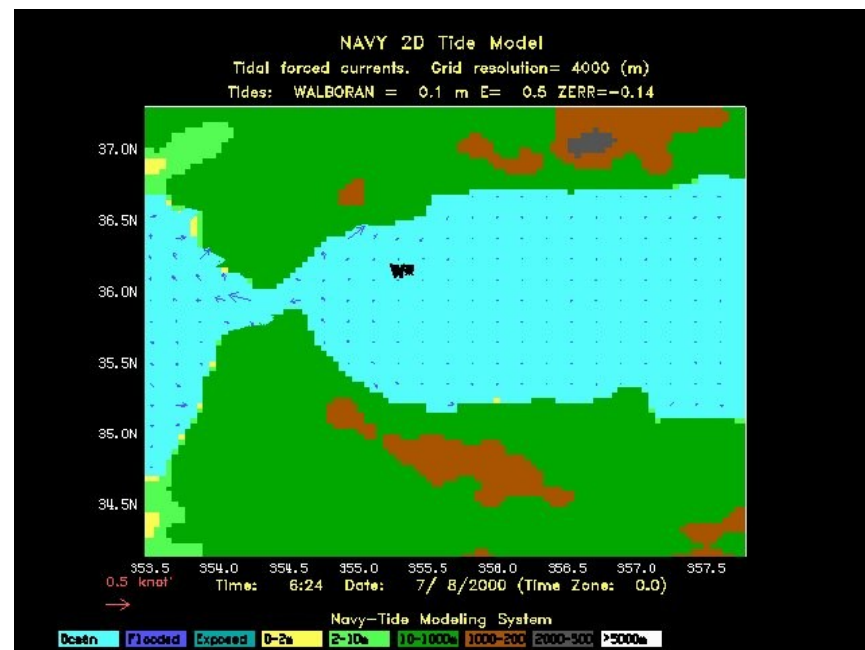 NAVY 2D Tide Model
Tidal forced currents. Grid resolution= 4000 (m)
Tides: WALBORAN = 0.1 m E= 0.5 ZERR=-0.14
37.0N
36.5N
36.0N
35.5N
35.0N
34.5N
353.5 354.0 354.5 355.0 355.5 356.0 356.5 357.0 357.5
0.5 knot'
Time: 6:24 Date: 7/ 8/2000 (Time Zone: 0.0)
Navy-Tide Modeling System
Ocean Flooded Exposed 0-2m 2-10m 10-1000m 1000-200 2000-500 >5000m